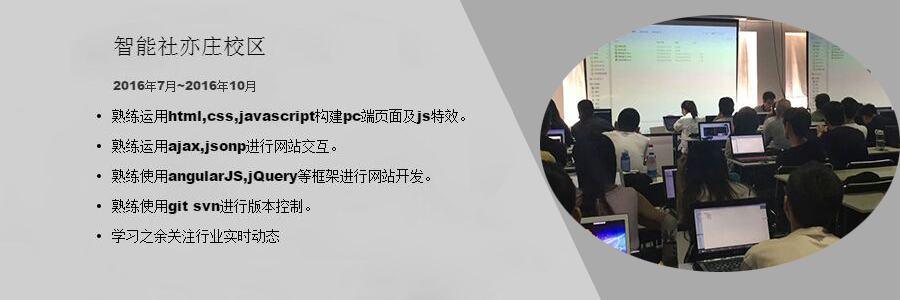 智能社亦庄校区
2016年7月~2016年10月
• 熟练运用html,css,javascript构建pc端页面及js特效。
• 熟练运用ajax,jsonp进行网站交互。
• 熟练使用angularJS,jQuery等框架进行网站开发。
• 熟练使用git svn进行版本控制。
• 学习之余关注行业实时动态